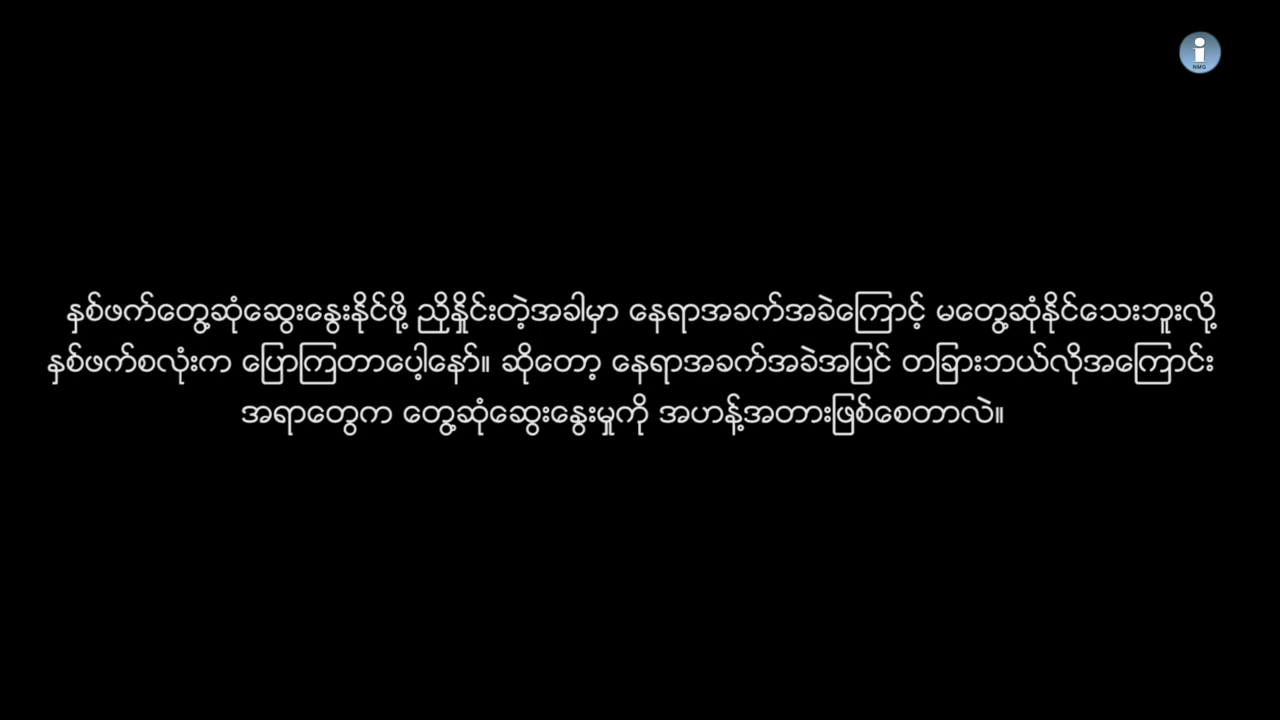 NMG
နှစ်ဖက်တွေ့ဆုံဆွေးနွေးနိုင်ဖို့ ညှိနှိုင်းတဲ့အခါမှာ နေရာအခက်အခဲကြောင့် မတွေ့ဆုံနိုင်သေးဘူးလို့
နှစ်ဖက်စလုံးက ပြောကြတာပေါ့နော်။ ဆိုတော့ နေရာအခက်အခဲအပြင် တခြားဘယ်လိုအကြောင်း
အရာတွေက တွေ့ဆုံဆွေးနွေးမှုကို အဟန့်အတားဖြစ်စေတာလဲ။